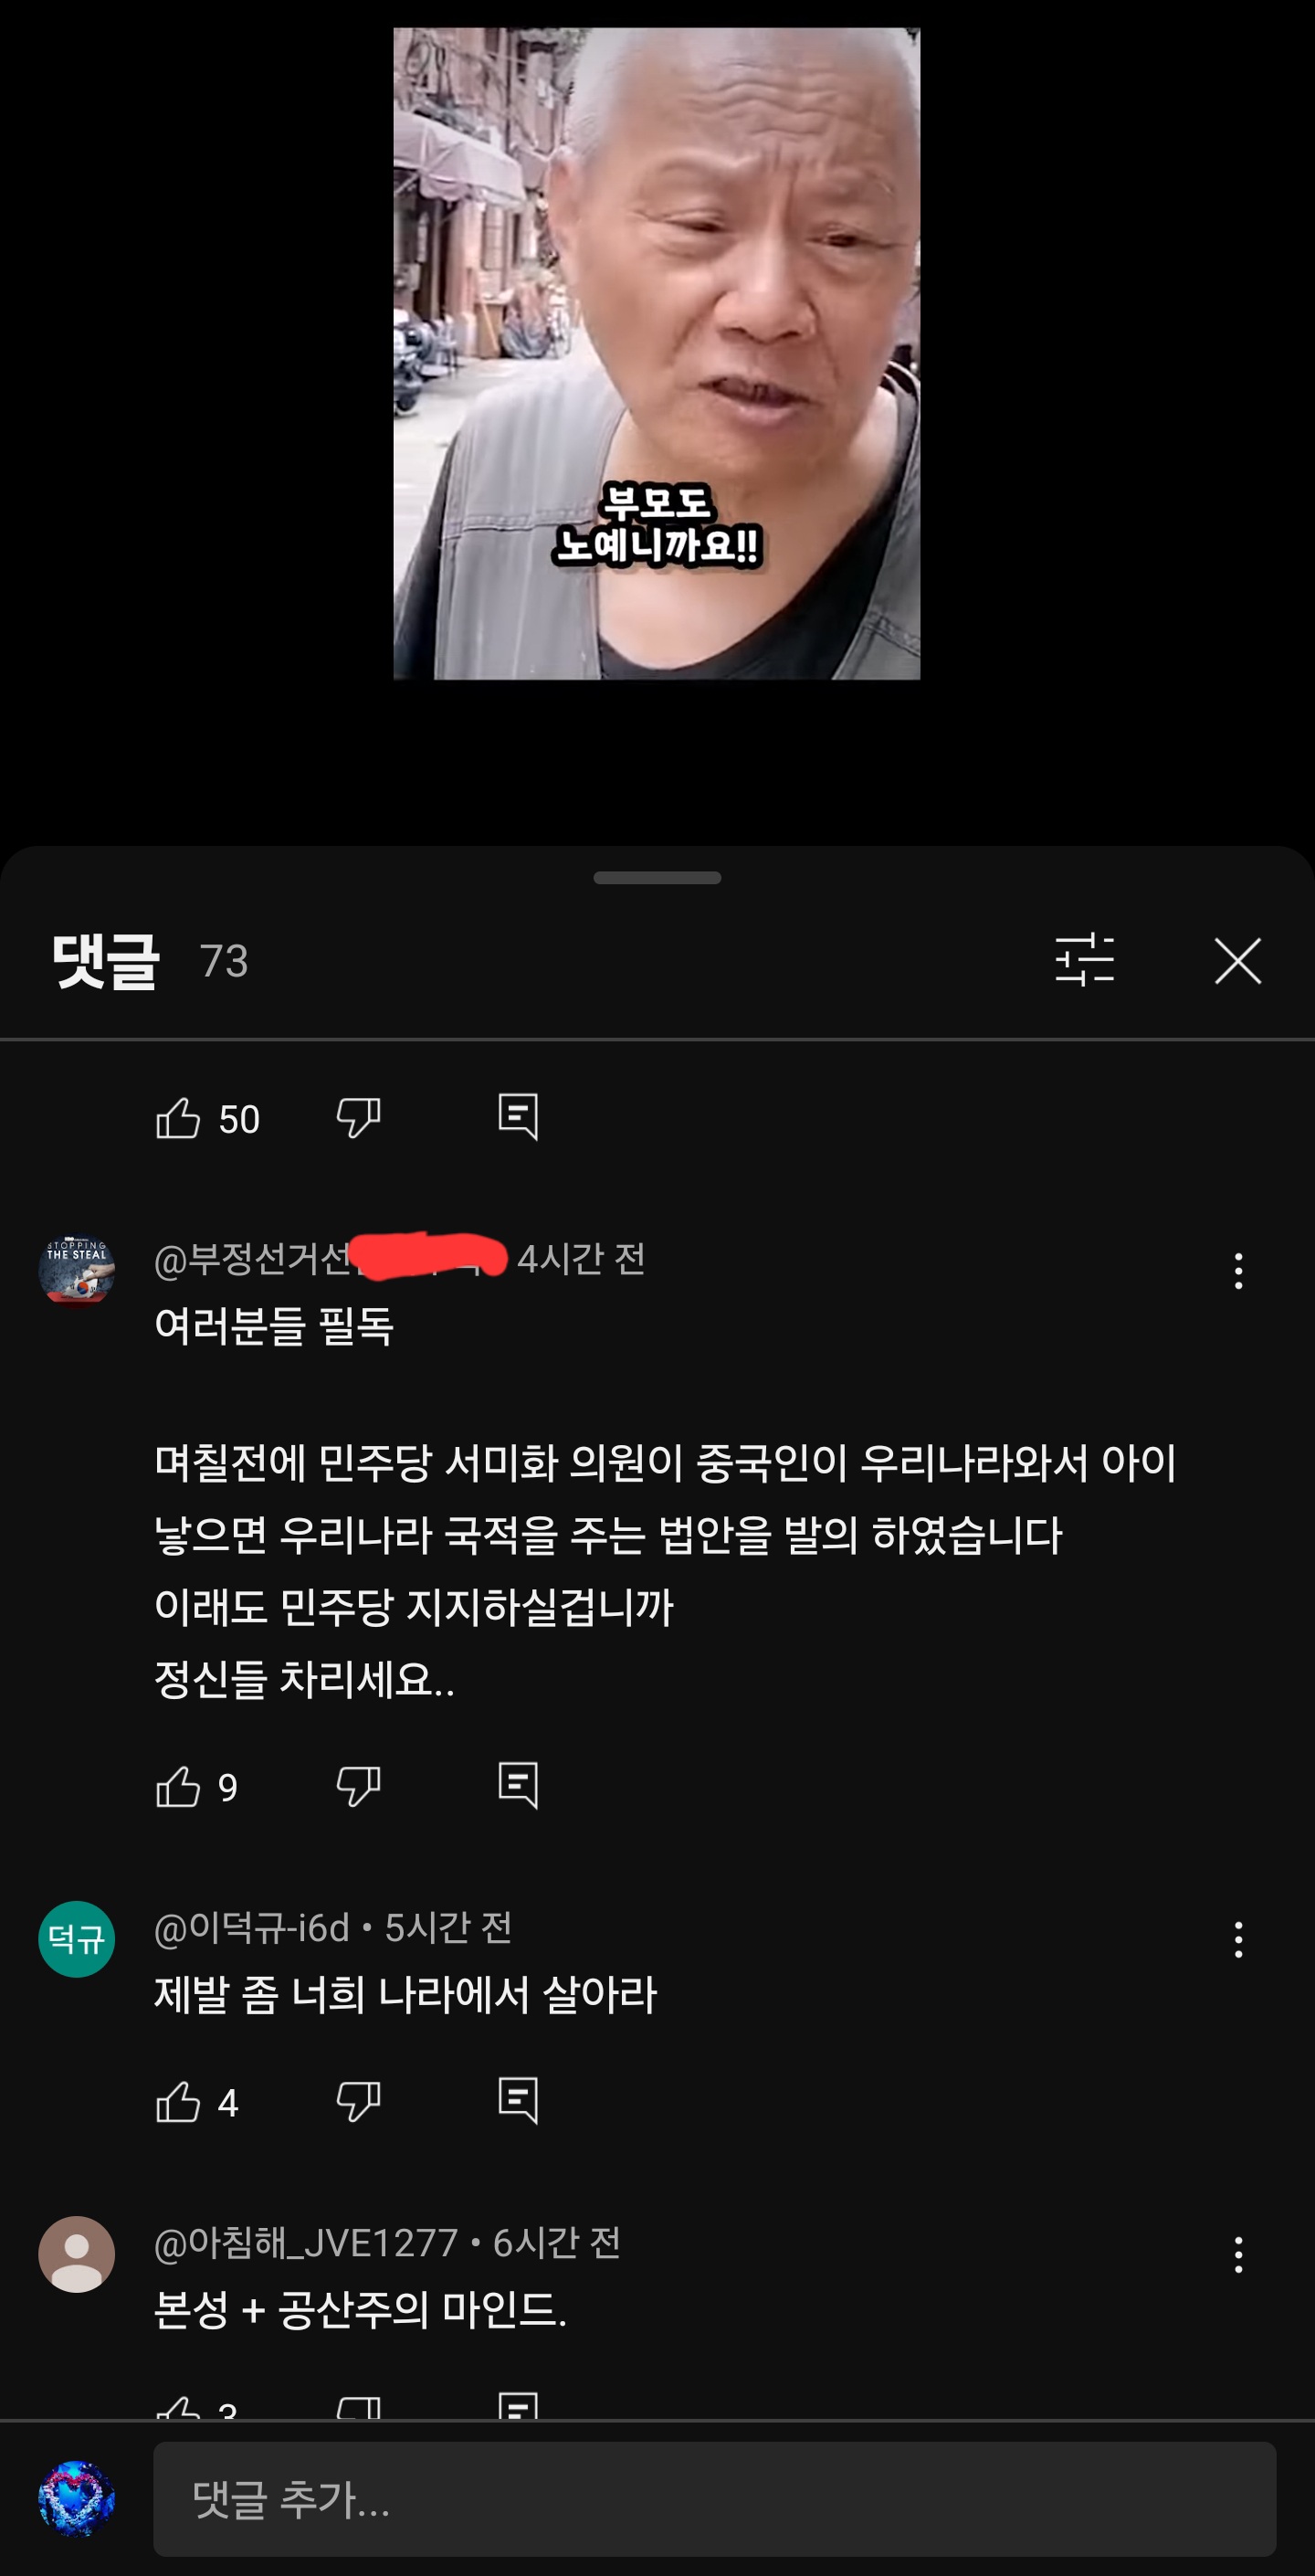 부모도
노예니까요!!
댓글 73
50
STOPPING
THE STEAL
@부정선거선 4시간 전
여러분들 필독
며칠전에 민주당 서미화 의원이 중국인이 우리나라와서 아이
낳으면 우리나라 국적을 주는 법안을 발의 하였습니다
이래도 민주당 지지하실겁니까
정신들 차리세요..
9
덕규
@이덕규-i6d • 5시간 전
제발 좀 너희 나라에서 살아라
4
@아침해_JVE1277 • 6시간 전
본성 + 공산주의 마인드.
3
댓글 추가...